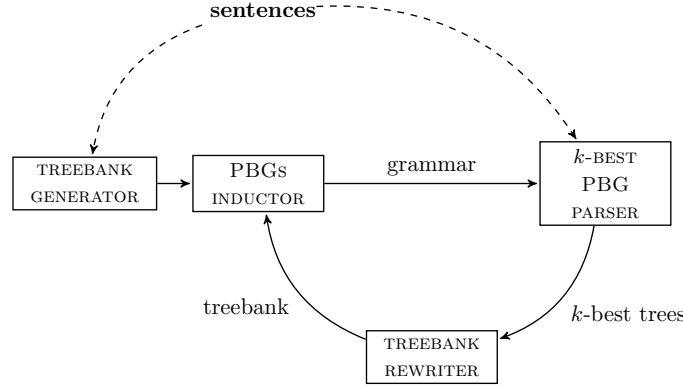 sentences
TREEBANK
GENERATOR
PBGs
INDUCTOR
grammar
k-BEST
PBG
PARSER
treebank
k-best trees
TREEBANK
REWRITER